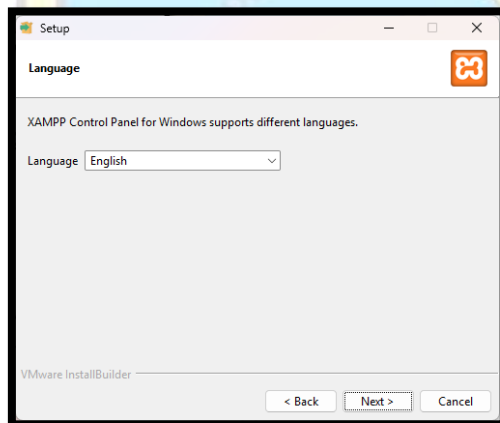 Setup
Language
XAMPP Control Panel for Windows supports different languages.
Language English
VMware InstallBuilder
< Back Next > Cancel